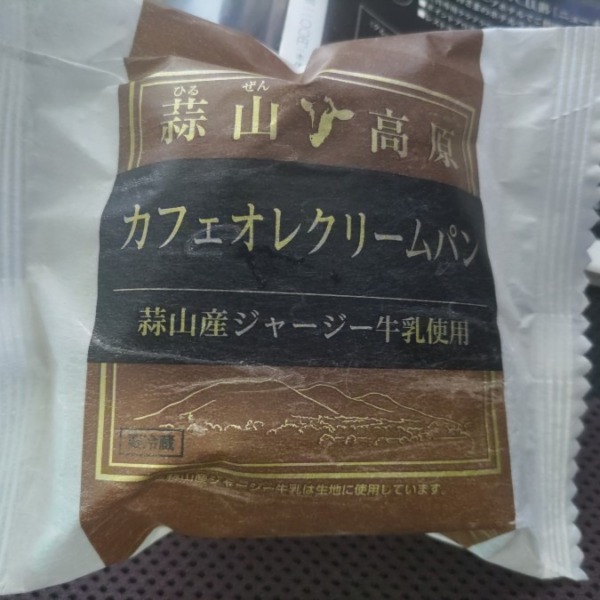 ひる ぜん
蒜山 高原
カフェオレクリームパン
蒜山産ジャージー牛乳使用
要冷蔵
ジャージー牛乳は生地に使用しています。